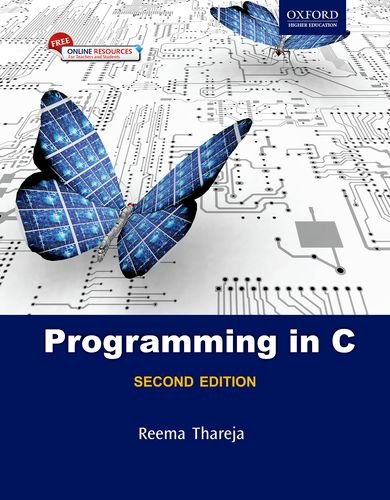 OXFORD
HIGHER EDUCATION
FREE
ONLINE RESOURCES
For Teachers and Students
Programming in C
SECOND EDITION
Reema Thareja